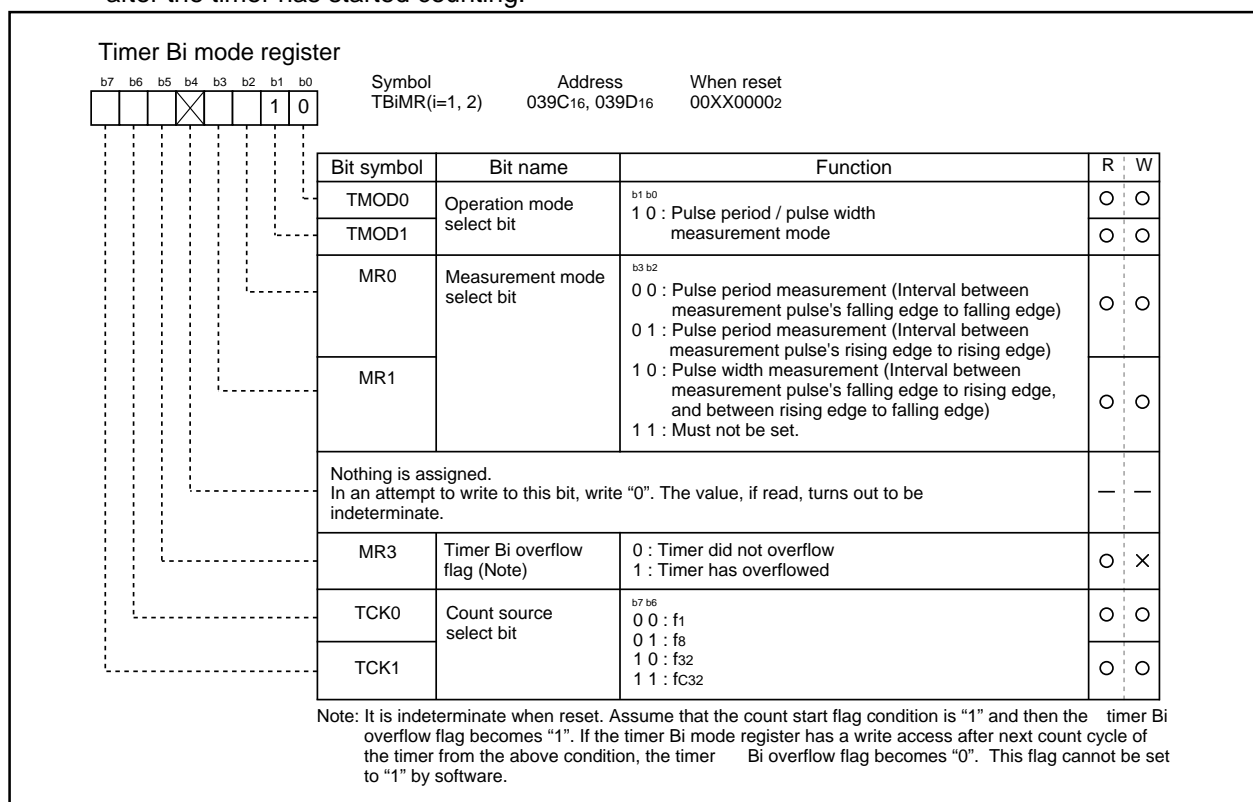 after the timer has started counting.
Timer Bi mode register
b7 b6 b5 b4 b3 b2 b1 b0
1 0
Symbol Address When reset
TBiMR(i=1, 2) 039C16, 039D16 00XX00002
Bit symbol Bit name Function R W
TMOD0 Operation mode select bit b1 b0
1 0 : Pulse period / pulse width
measurement mode
TMOD1
MR0 Measurement mode select bit b3 b2
0 0 : Pulse period measurement (Interval between
measurement pulse's falling edge to falling edge)
0 1 : Pulse period measurement (Interval between
measurement pulse's rising edge to rising edge)
MR1 1 0 : Pulse width measurement (Interval between
measurement pulse's falling edge to rising edge,
and between rising edge to falling edge)
1 1 : Must not be set.
Nothing is assigned.
In an attempt to write to this bit, write “0”. The value, if read, turns out to be
indeterminate.
MR3 Timer Bi overflow flag (Note) 0 : Timer did not overflow
1 : Timer has overflowed
TCK0 Count source select bit b7 b6
0 0 : f1
0 1 : f8
TCK1 1 0 : f32
1 1 : fC32
Note: It is indeterminate when reset. Assume that the count start flag condition is “1” and then the timer Bi
overflow flag becomes “1”. If the timer Bi mode register has a write access after next count cycle of
the timer from the above condition, the timer Bi overflow flag becomes “0”. This flag cannot be set
to “1” by software.